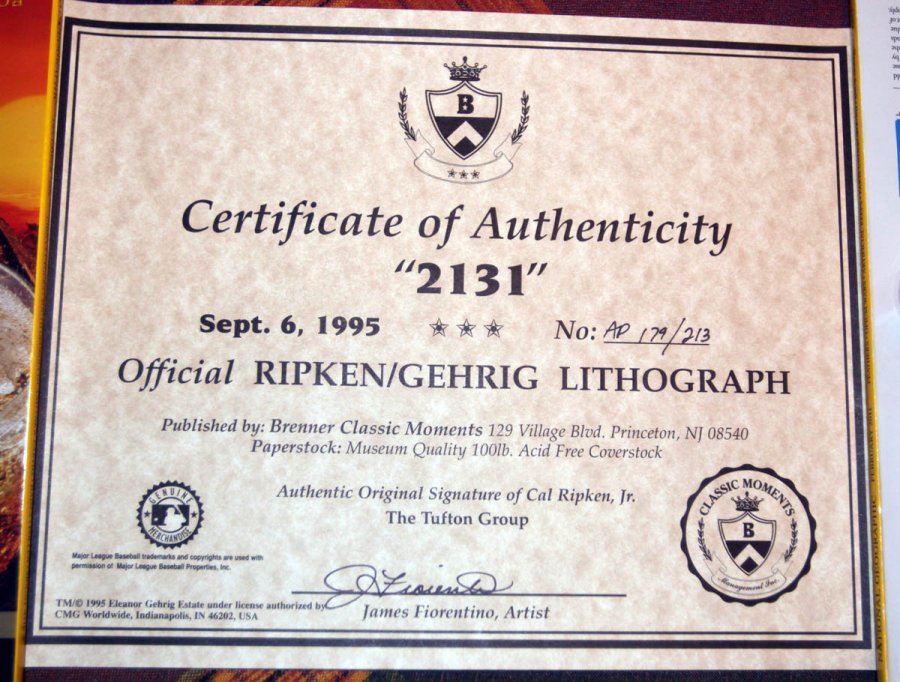 B
Certificate of Authenticity
"2131"
Sept. 6, 1995 No: AP 179/213
Official RIPKEN/GEHRIG LITHOGRAPH
Published by: Brenner Classic Moments 129 Village Blvd. Princeton, NJ 08540
Paperstock: Museum Quality 100lb. Acid Free Coverstock
Authentic Original Signature of Cal Ripken, Jr.
The Tufton Group
GENUINE
MERCHANDISE
Major League Baseball trademarks and copyrights are used with
permission of Major League Baseball Properties, Inc.
CLASSIC MOMENTS
B
Management Inc.
J Fiorentino
James Fiorentino, Artist
TM/© 1995 Eleanor Gehrig Estate under license authorized by
CMG Worldwide, Indianapolis, IN 46202, USA